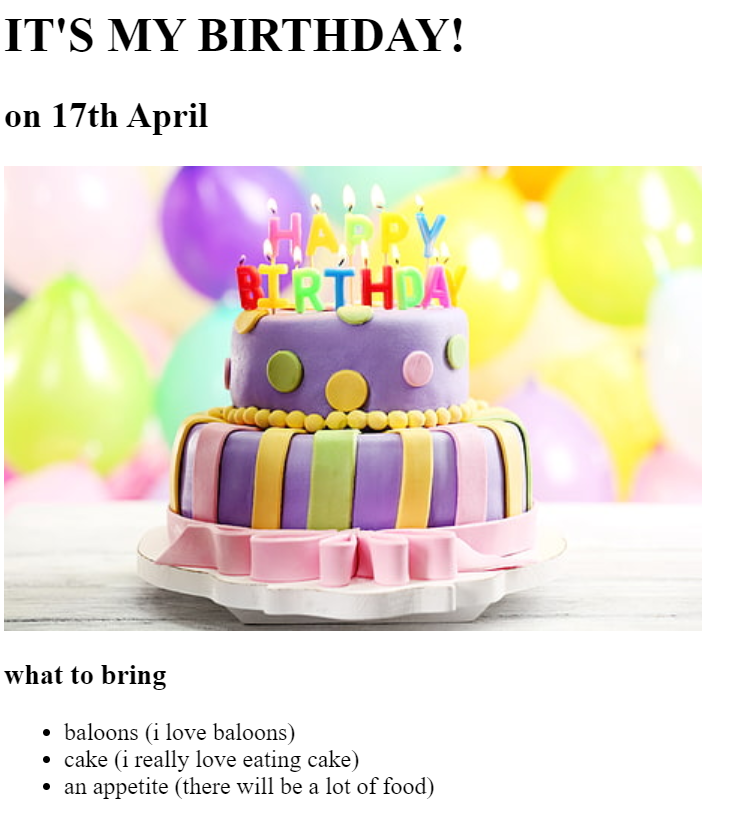 IT'S MY BIRTHDAY!
on 17th April
HAPPY
BIRTHDAY
what to bring
baloons (i love baloons)
cake (i really love eating cake)
an appetite (there will be a lot of food)